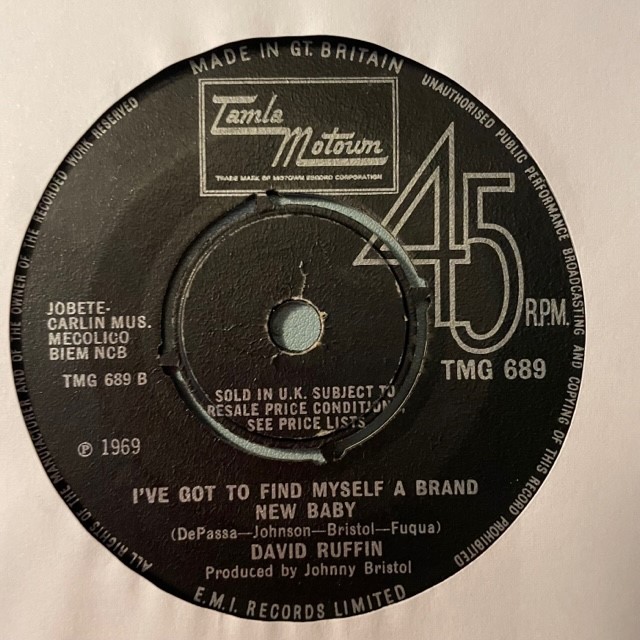 MADE IN GT. BRITAIN
UNAUTHORISED PUBLIC PERFORMANCE BROADCASTING AND COPYING OF THIS RECORD PROHIBITED
ALL RIGHTS OF THE MANUFACTURER AND OF THE OWNER OF THE RECORDED WORK RESERVED
Tamla
Motown
TRADE MARK OF MOTOWN RECORD CORPORATION
45
R.P.M.
JOBETE-
CARLIN MUS.
MECOLICO
BIEM NCB
TMG 689
TMG 689 B
SOLD IN U.K. SUBJECT TO
RESALE PRICE CONDITION
SEE PRICE LISTS
℗ 1969
I'VE GOT TO FIND MYSELF A BRAND
NEW BABY
(DePassa—Johnson—Bristol—Fuqua)
DAVID RUFFIN
Produced by Johnny Bristol
E.M.I. RECORDS LIMITED